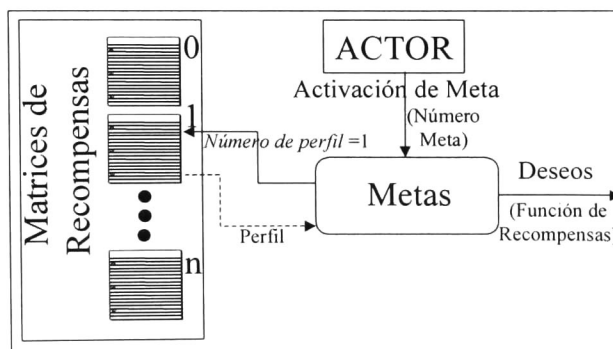 Matrices de
Recompensas
0
1
n
ACTOR
Activación de Meta
(Número
Meta)
Número de perfil =1
Metas
Perfil
Deseos
(Función de
Recompensas)